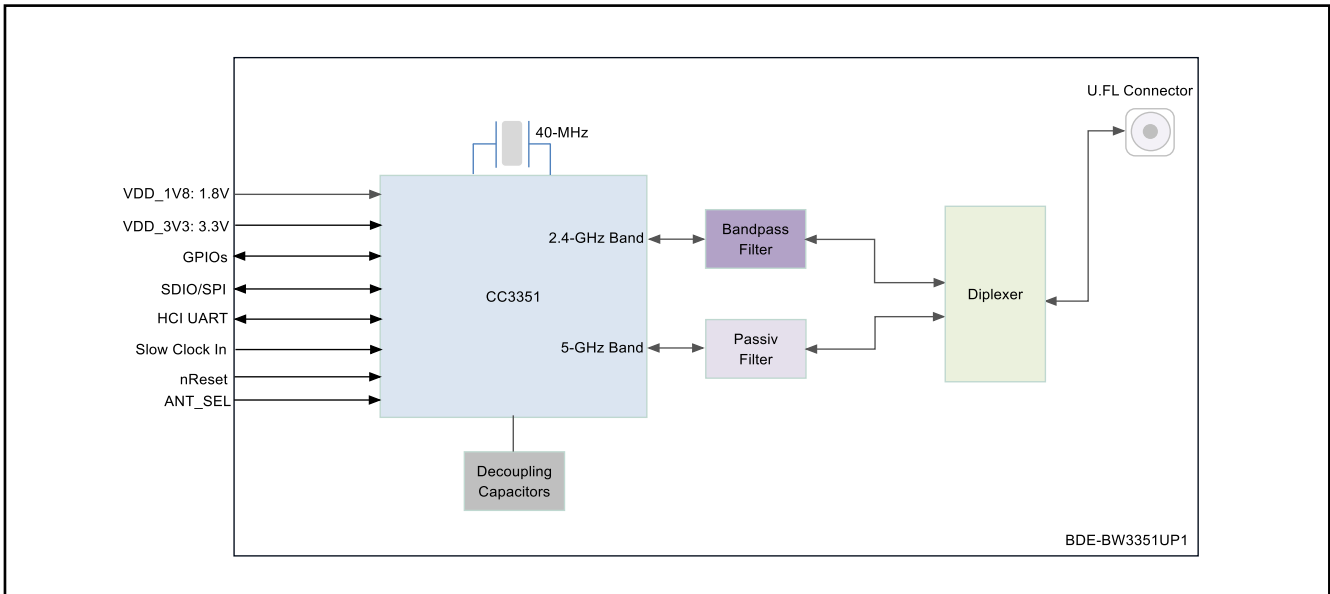 U.FL Connector
40-MHz
VDD_1V8: 1.8V
VDD_3V3: 3.3V
GPIOs
SDIO/SPI
HCI UART
Slow Clock In
nReset
ANT_SEL
2.4-GHz Band
CC3351
5-GHz Band
Bandpass
Filter
Passiv
Filter
Diplexer
Decoupling
Capacitors
BDE-BW3351UP1